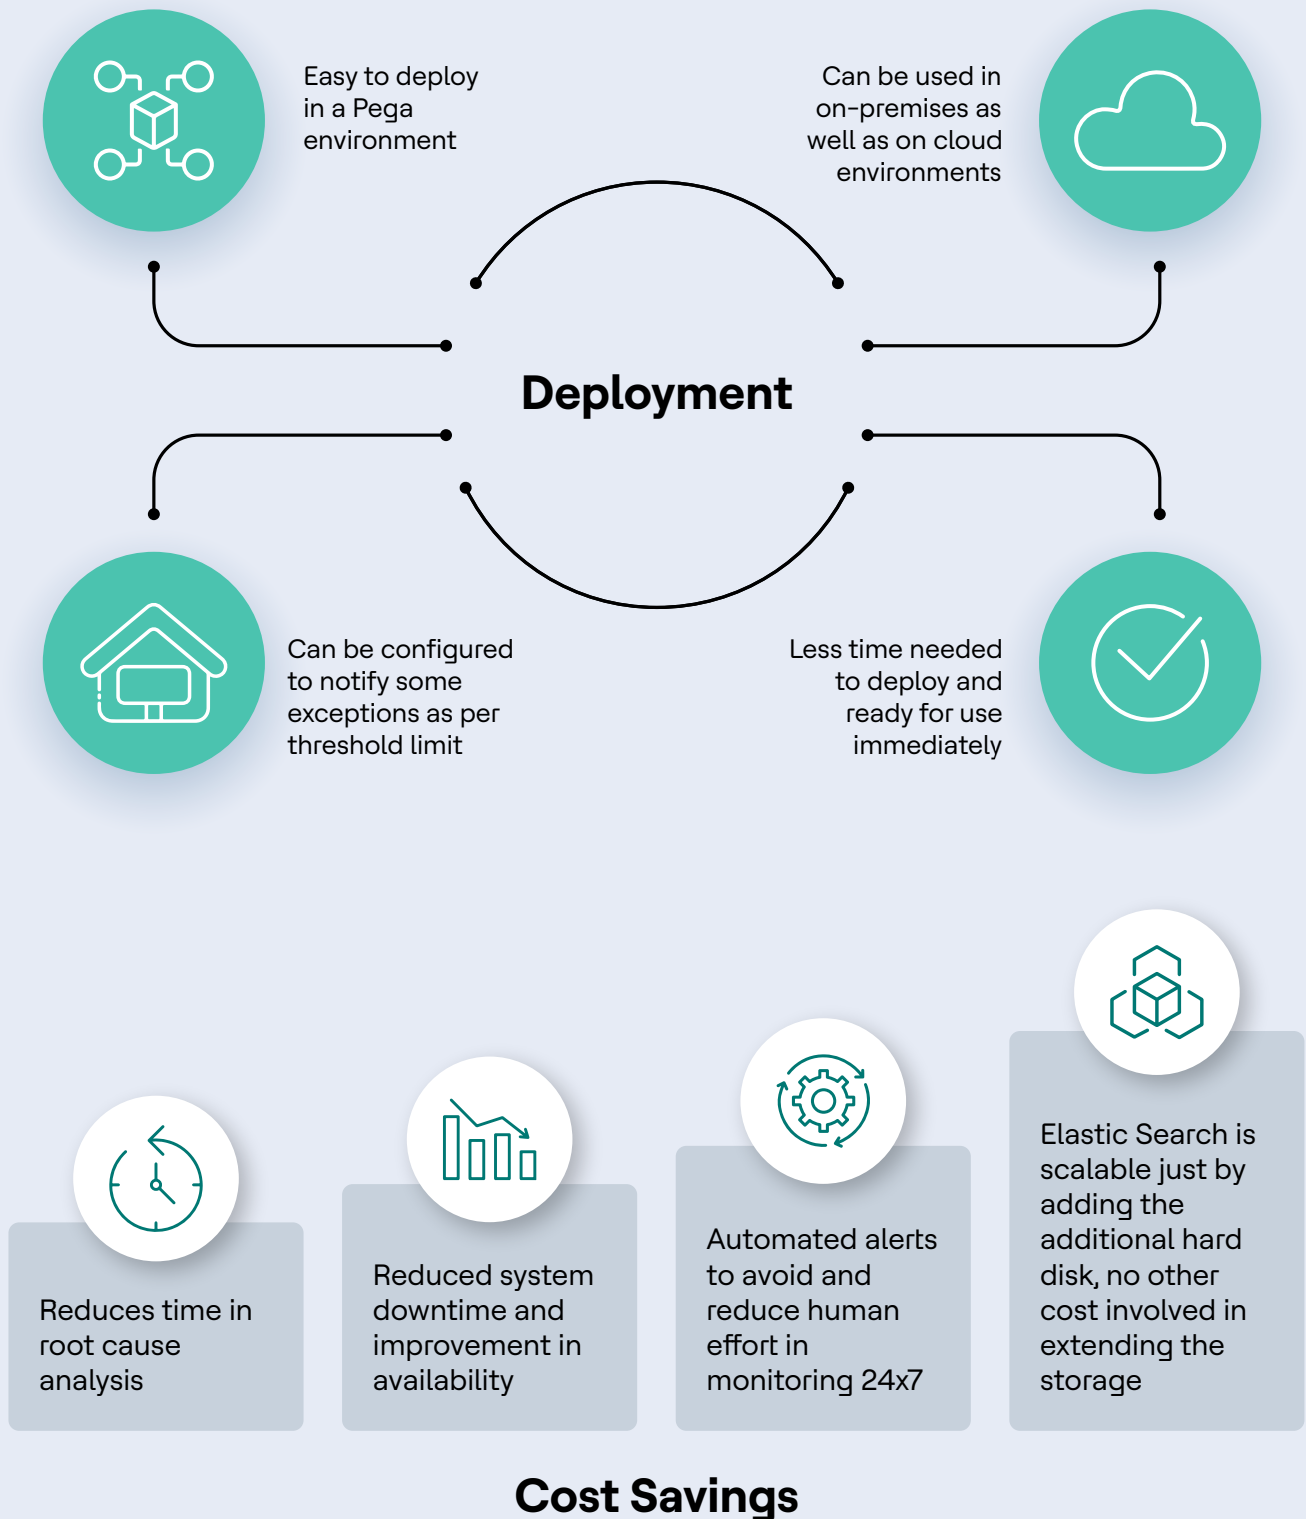 Easy to deploy
in a Pega
environment
Can be used in
on-premises as
well as on cloud
environments
Deployment
Can be configured
to notify some
exceptions as per
threshold limit
Less time needed
to deploy and
ready for use
immediately
Reduces time in
root cause
analysis
Reduced system
downtime and
improvement in
availability
Automated alerts
to avoid and
reduce human
effort in
monitoring 24x7
Elastic Search is
scalable just by
adding the
additional hard
disk, no other
cost involved in
extending the
storage
Cost Savings